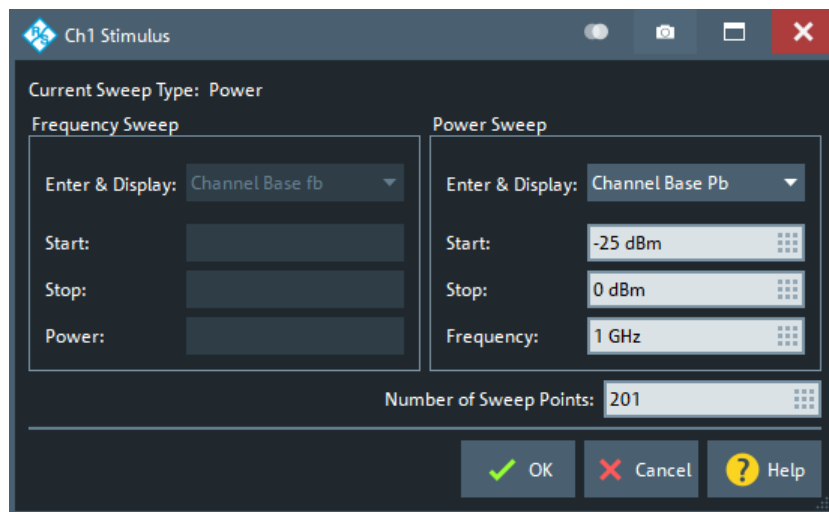 R&S Ch1 Stimulus
Current Sweep Type: Power
Frequency Sweep
Enter & Display: Channel Base fb
Start:
Stop:
Power:
Power Sweep
Enter & Display: Channel Base Pb
Start: -25 dBm
Stop: 0 dBm
Frequency: 1 GHz
Number of Sweep Points: 201
OK Cancel ? Help